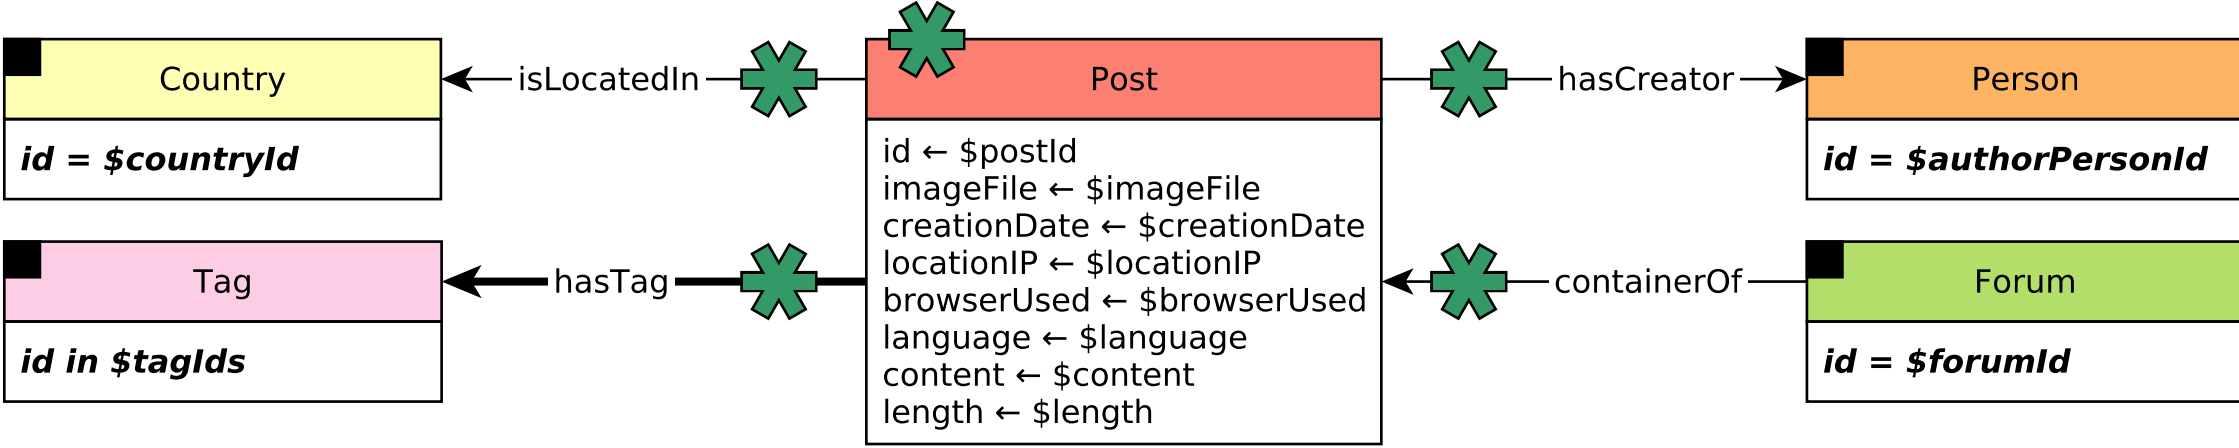 Country
id = $countryId
isLocatedIn
Tag
id in $tagIds
hasTag
Post
id ← $postId
imageFile ← $imageFile
creationDate ← $creationDate
locationIP ← $locationIP
browserUsed ← $browserUsed
language ← $language
content ← $content
length ← $length
hasCreator
Person
id = $authorPersonId
containerOf
Forum
id = $forumId